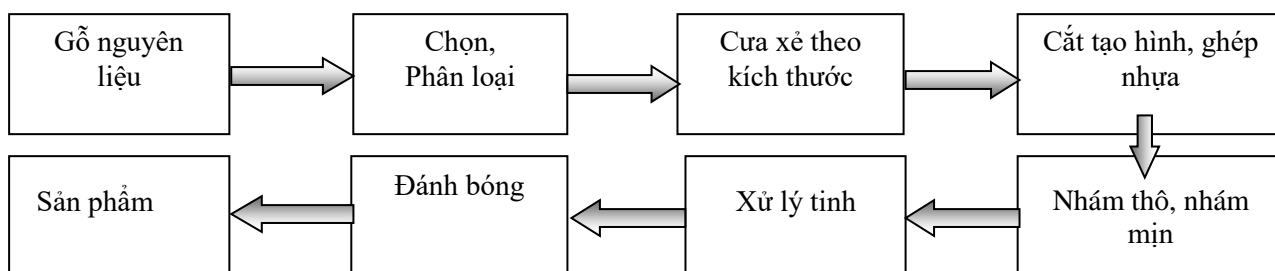 Gỗ nguyên
liệu
Chọn,
Phân loại
Cưa xẻ theo
kích thước
Cắt tạo hình, ghép
nhựa
Nhám thô, nhám
mịn
Xử lý tinh
Đánh bóng
Sản phẩm